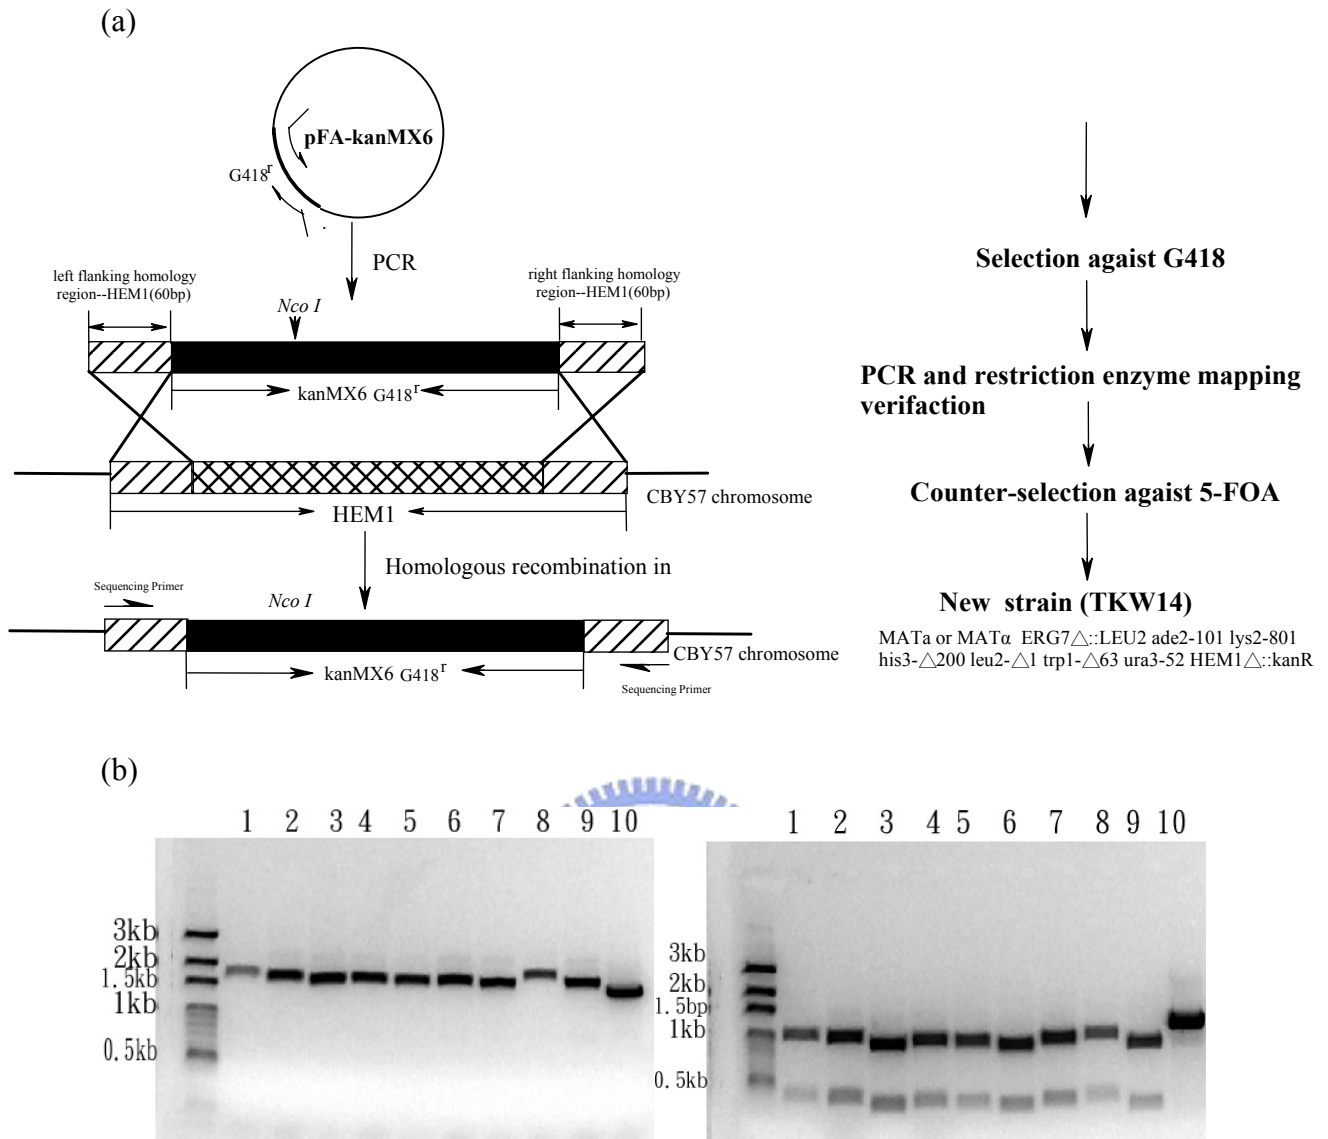 (a)
pFA-kanMX6
G418r
PCR
left flanking homology
region--HEM1(60bp)
right flanking homology
region--HEM1(60bp)
Nco I
kanMX6 G418r
CBY57 chromosome
HEM1
Homologous recombination in
Sequencing Primer
Nco I
CBY57 chromosome
kanMX6 G418r
Sequencing Primer
Selection agaist G418
PCR and restriction enzyme mapping
verifaction
Counter-selection agaist 5-FOA
New strain (TKW14)
MATa or MATα ERG7△::LEU2 ade2-101 lys2-801
his3-△200 leu2-△1 trp1-△63 ura3-52 HEM1△::kanR
(b)
1 2 3 4 5 6 7 8 9 10
3kb
2kb
1.5kb
1kb
0.5kb
1 2 3 4 5 6 7 8 9 10
3kb
2kb
1.5bp
1kb
0.5kb